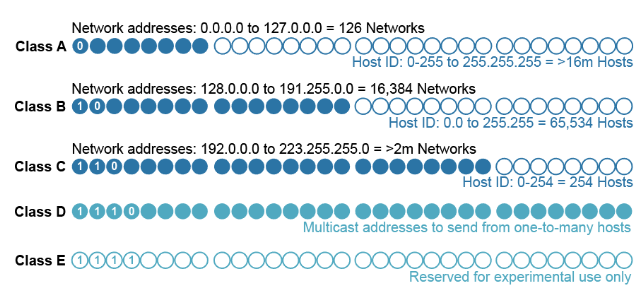 Network addresses: 0.0.0.0 to 127.0.0.0 = 126 Networks
Class A 0
Host ID: 0-255 to 255.255.255 = >16m Hosts
Network addresses: 128.0.0.0 to 191.255.0.0 = 16,384 Networks
Class B 1 0
Host ID: 0.0 to 255.255 = 65,534 Hosts
Network addresses: 192.0.0.0 to 223.255.255.0 = >2m Networks
Class C 1 1 0
Host ID: 0-254 = 254 Hosts
Class D 1 1 1 0
Multicast addresses to send from one-to-many hosts
Class E 1 1 1 1
Reserved for experimental use only